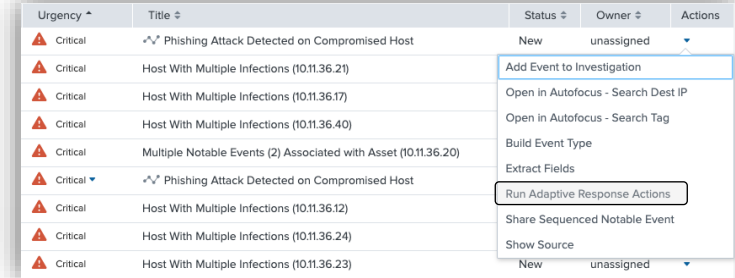 Urgency Title Status Owner Actions
Critical Phishing Attack Detected on Compromised Host New unassigned
Critical Host With Multiple Infections (10.11.36.21)
Add Event to Investigation
Critical Host With Multiple Infections (10.11.36.17)
Open in Autofocus - Search Dest IP
Critical Host With Multiple Infections (10.11.36.40)
Open in Autofocus - Search Tag
Build Event Type
Critical Multiple Notable Events (2) Associated with Asset (10.11.36.20)
Extract Fields
Critical Phishing Attack Detected on Compromised Host
Run Adaptive Response Actions
Critical Host With Multiple Infections (10.11.36.12)
Share Sequenced Notable Event
Critical Host With Multiple Infections (10.11.36.24)
Show Source
Critical Host With Multiple Infections (10.11.36.23) New unassigned